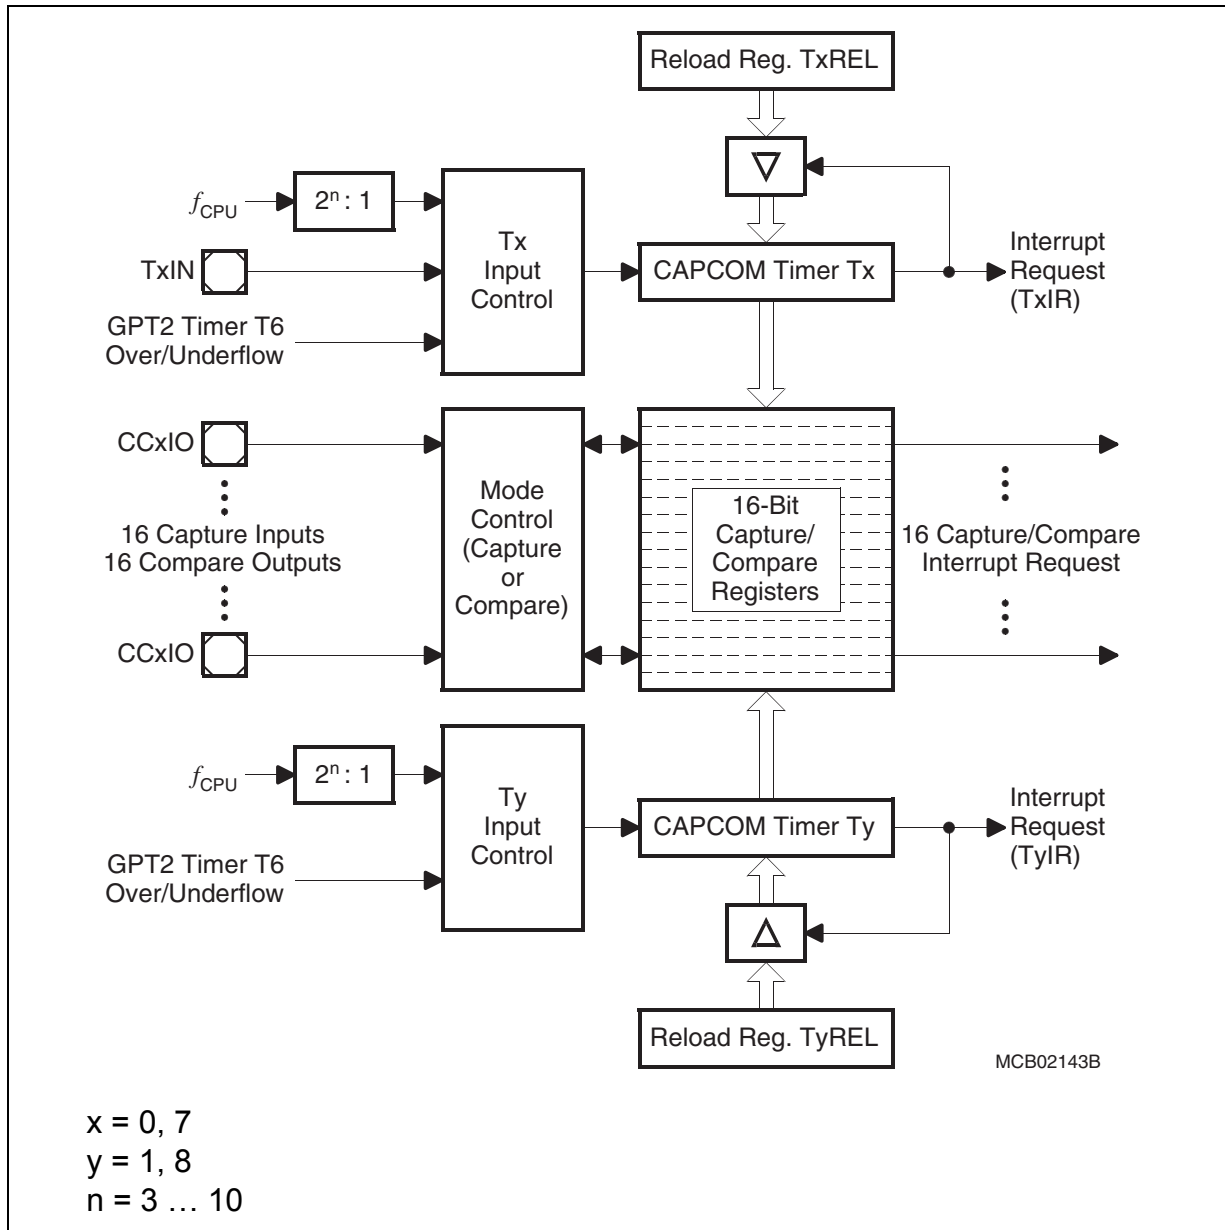 Reload Reg. TxREL
fCPU
2ⁿ : 1
Tx
Input
Control
TxIN
CAPCOM Timer Tx
Interrupt
Request
(TxIR)
GPT2 Timer T6
Over/Underflow
CCxIO
16 Capture Inputs
16 Compare Outputs
CCxIO
Mode
Control
(Capture
or
Compare)
16-Bit
Capture/
Compare
Registers
16 Capture/Compare
Interrupt Request
fCPU
2ⁿ : 1
Ty
Input
Control
GPT2 Timer T6
Over/Underflow
CAPCOM Timer Ty
Interrupt
Request
(TyIR)
Reload Reg. TyREL
MCB02143B
x = 0, 7
y = 1, 8
n = 3 … 10